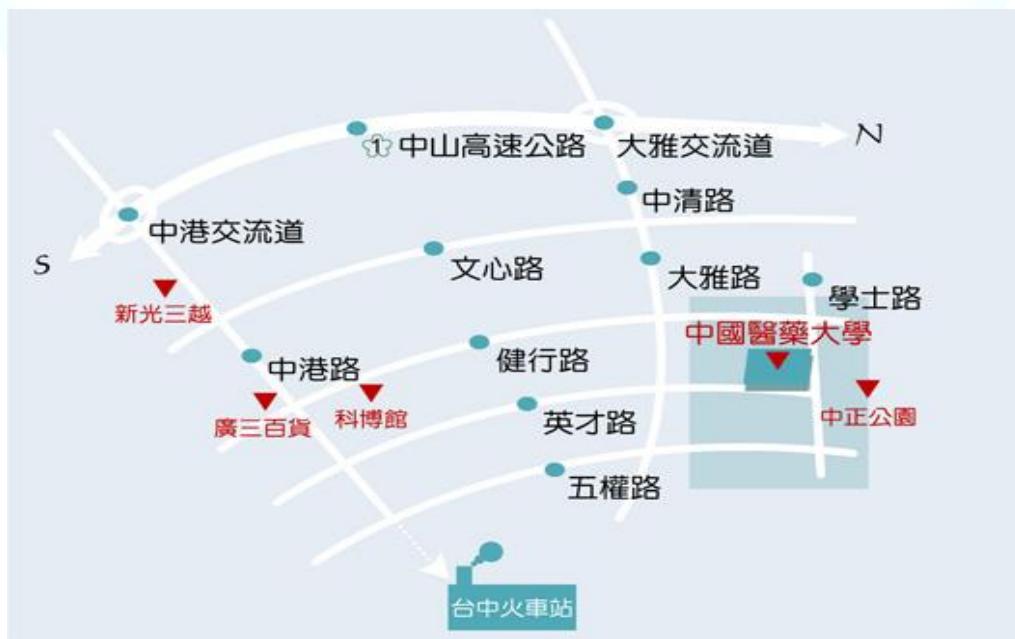 N
1 中山高速公路
大雅交流道
中清路
中港交流道
S
文心路
大雅路
學士路
新光三越
中國醫藥大學
中港路
健行路
廣三百貨
科博館
英才路
中正公園
五權路
台中火車站